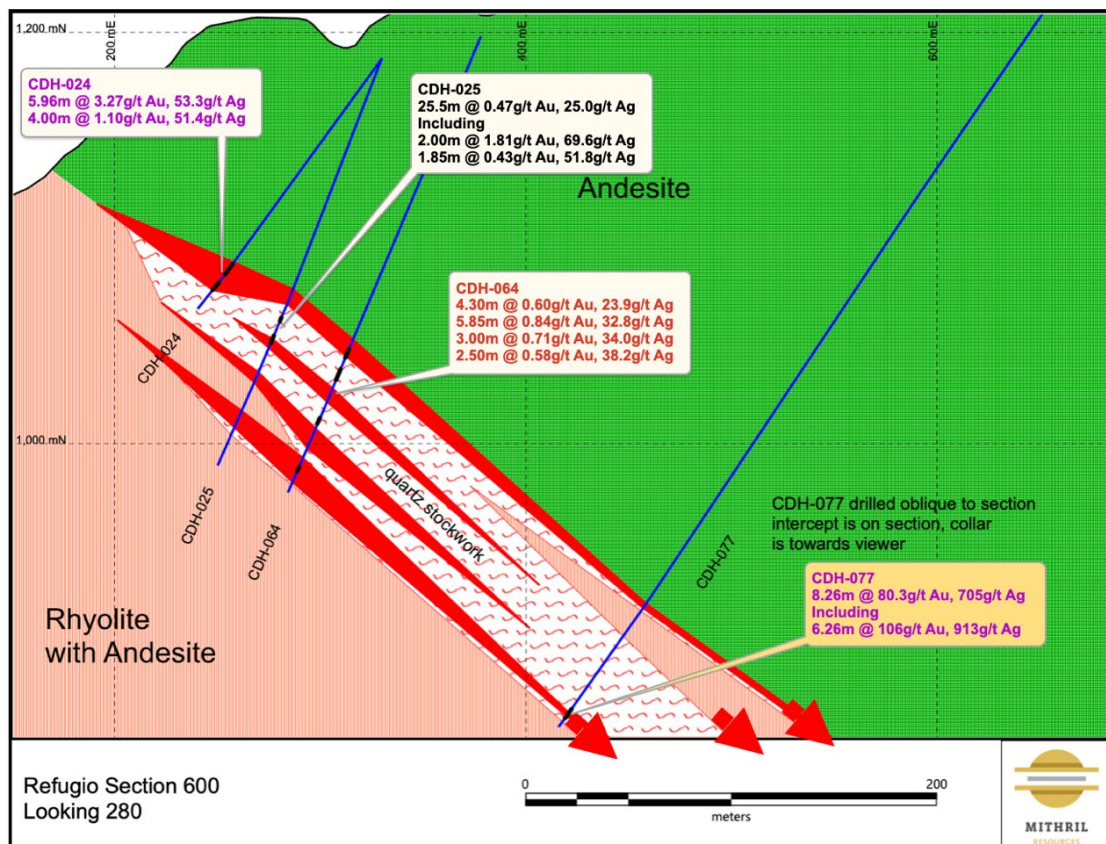 1,200 mN
200 mE
400 mE
600 mE
CDH-024
5.96m @ 3.27g/t Au, 53.3g/t Ag
4.00m @ 1.10g/t Au, 51.4g/t Ag
CDH-025
25.5m @ 0.47g/t Au, 25.0g/t Ag
Including
2.00m @ 1.81g/t Au, 69.6g/t Ag
1.85m @ 0.43g/t Au, 51.8g/t Ag
Andesite
CDH-064
4.30m @ 0.60g/t Au, 23.9g/t Ag
5.85m @ 0.84g/t Au, 32.8g/t Ag
3.00m @ 0.71g/t Au, 34.0g/t Ag
2.50m @ 0.58g/t Au, 38.2g/t Ag
CDH-024
1,000 mN
CDH-025
CDH-064
quartz stockwork
CDH-077
CDH-077 drilled oblique to section
intercept is on section, collar
is towards viewer
CDH-077
8.26m @ 80.3g/t Au, 705g/t Ag
Including
6.26m @ 106g/t Au, 913g/t Ag
Rhyolite
with Andesite
Refugio Section 600
Looking 280
0
200
meters
MITHRIL
RESOURCES